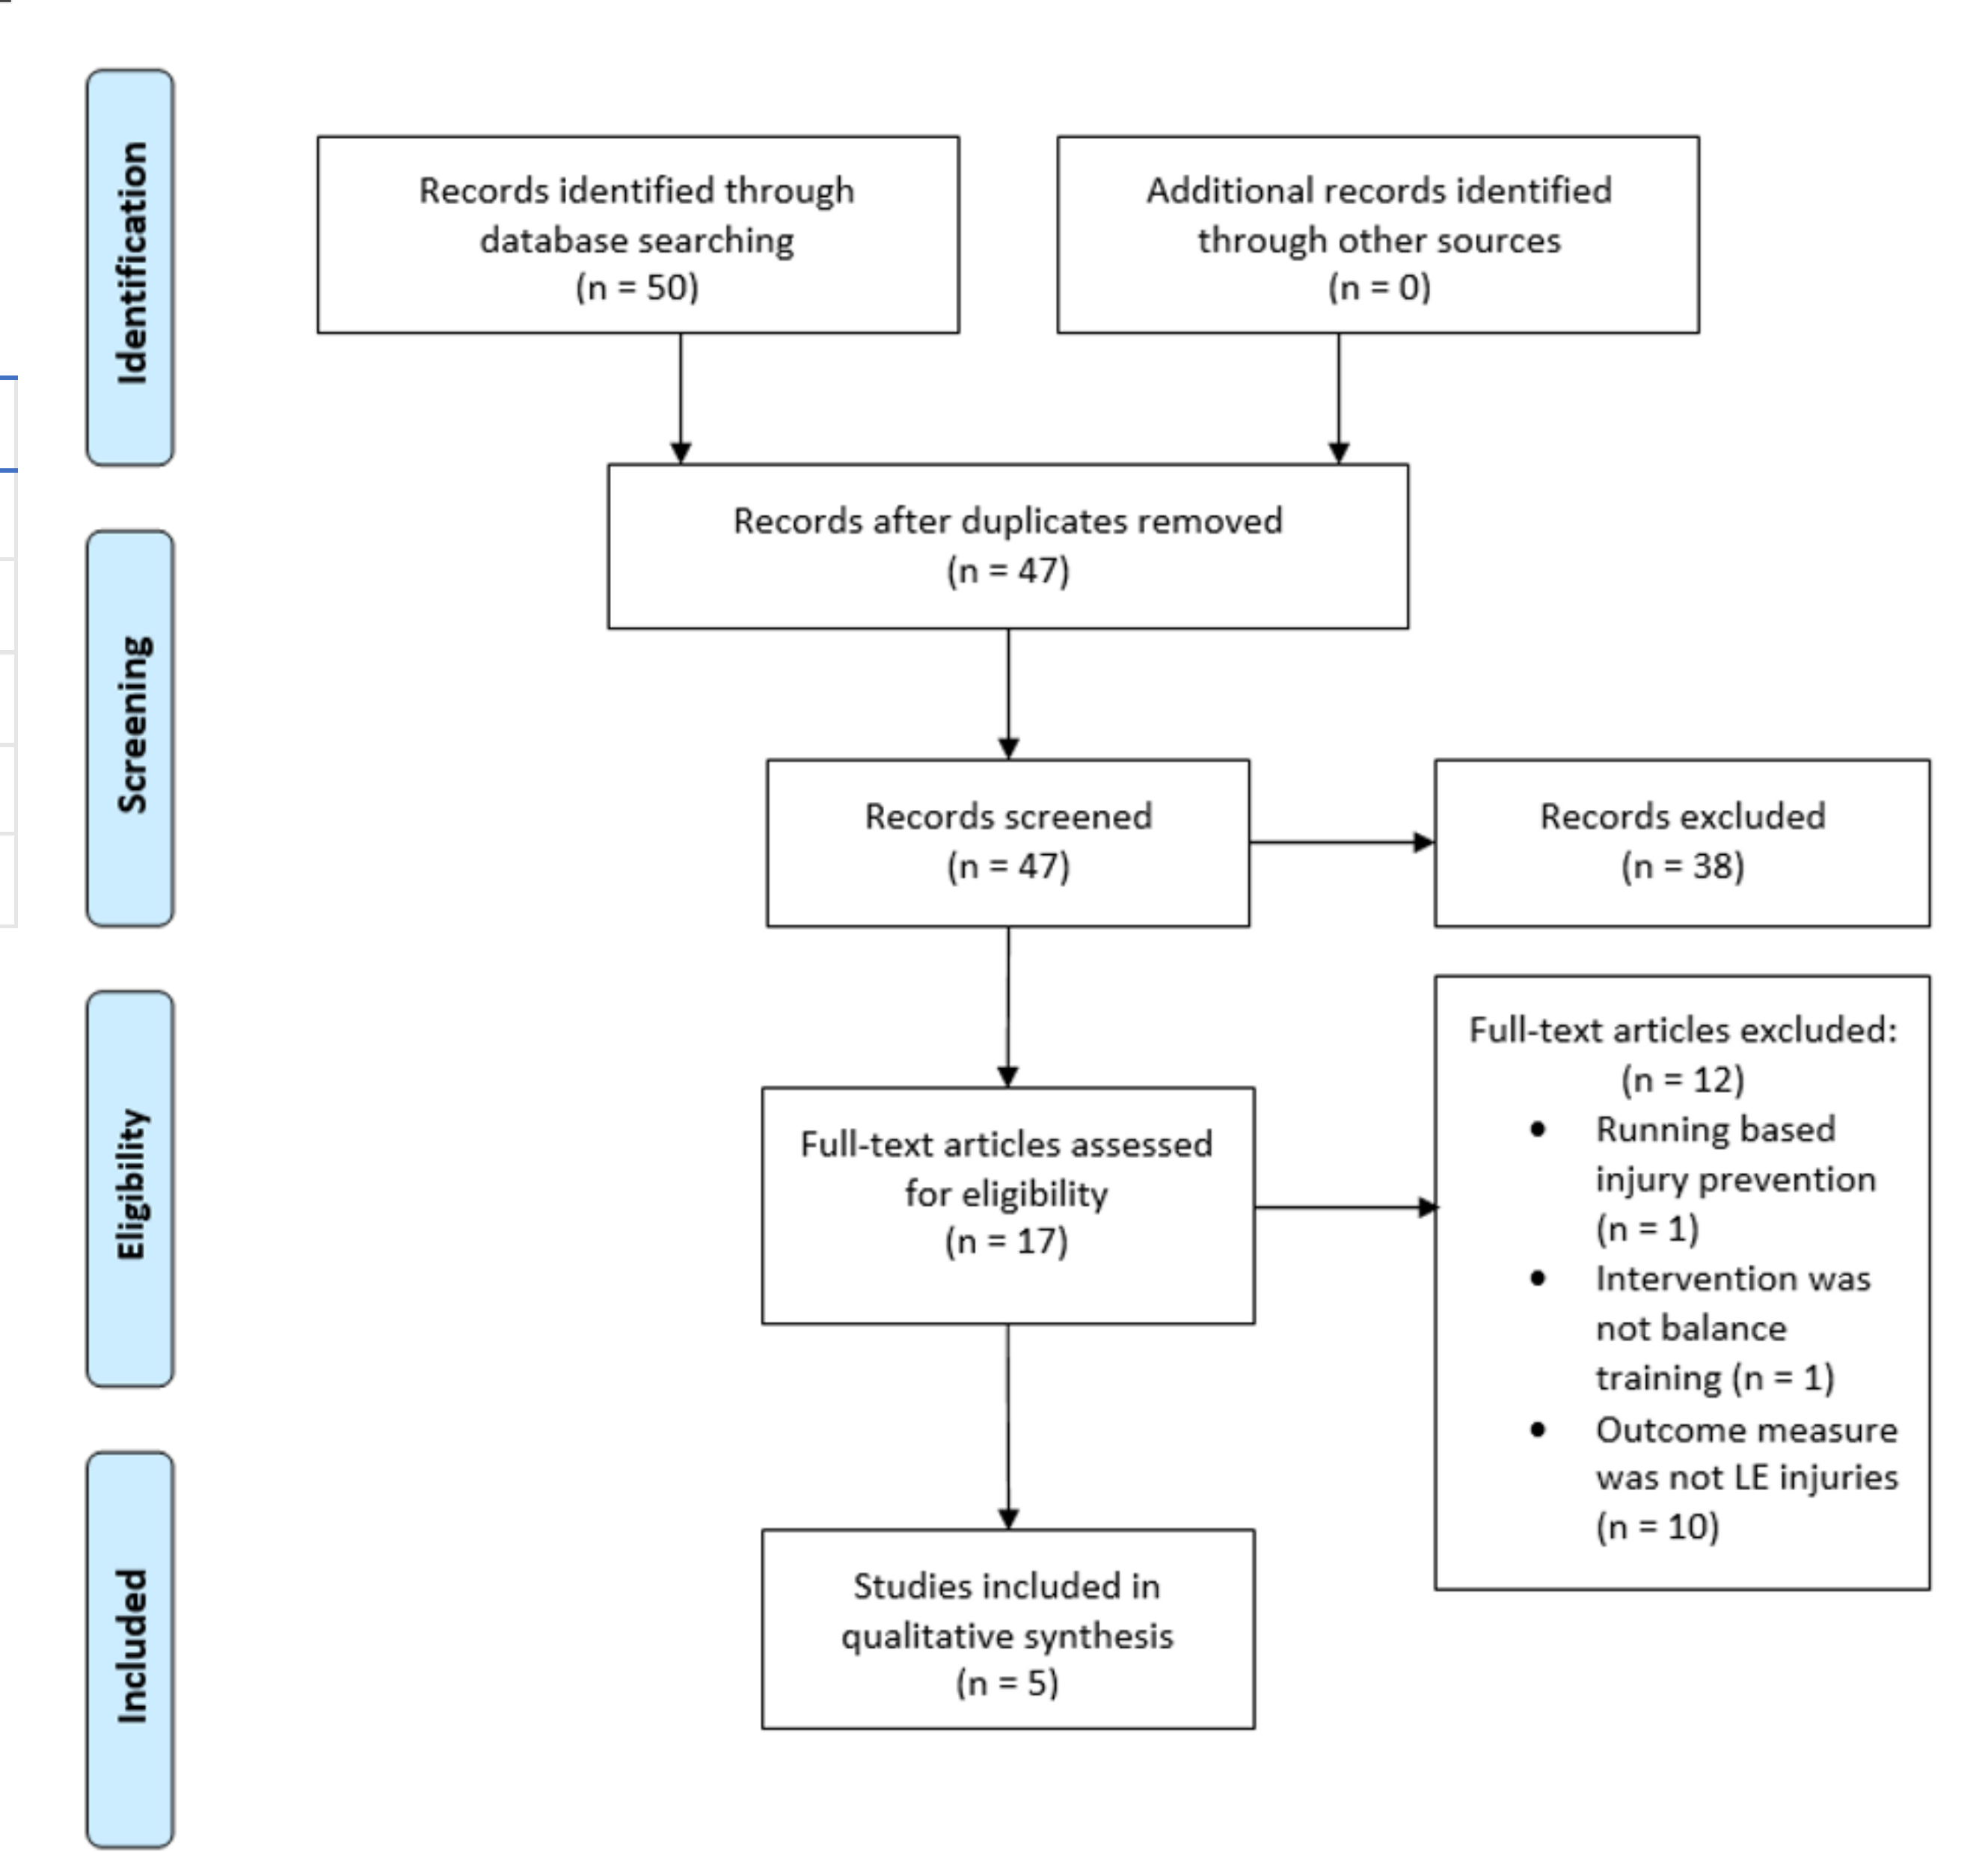 Identification
Records identified through
database searching
(n = 50)
Additional records identified
through other sources
(n = 0)
Records after duplicates removed
(n = 47)
Screening
Records screened
(n = 47)
Records excluded
(n = 38)
Eligibility
Full-text articles assessed
for eligibility
(n = 17)
Full-text articles excluded:
(n = 12)
● Running based
injury prevention
(n = 1)
● Intervention was
not balance
training (n = 1)
● Outcome measure
was not LE injuries
(n = 10)
Included
Studies included in
qualitative synthesis
(n = 5)